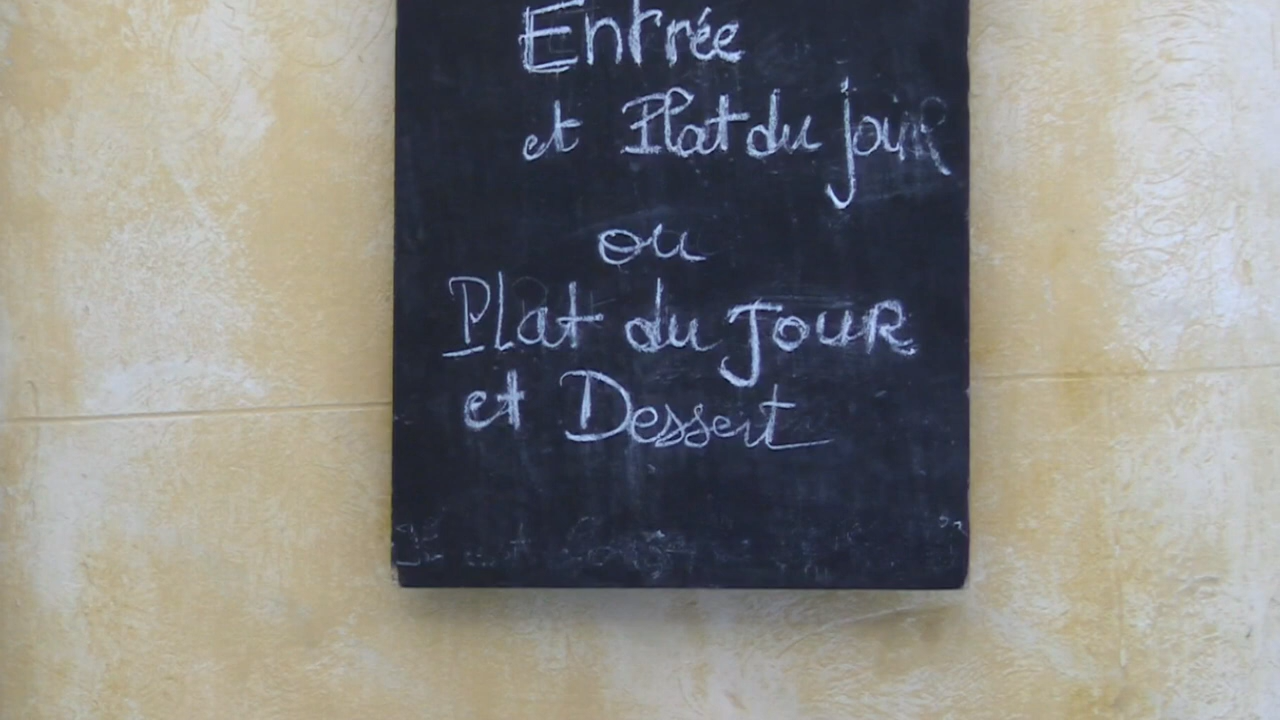 Entrée
et Plat du jour
ou
Plat du JOUR
et Dessert